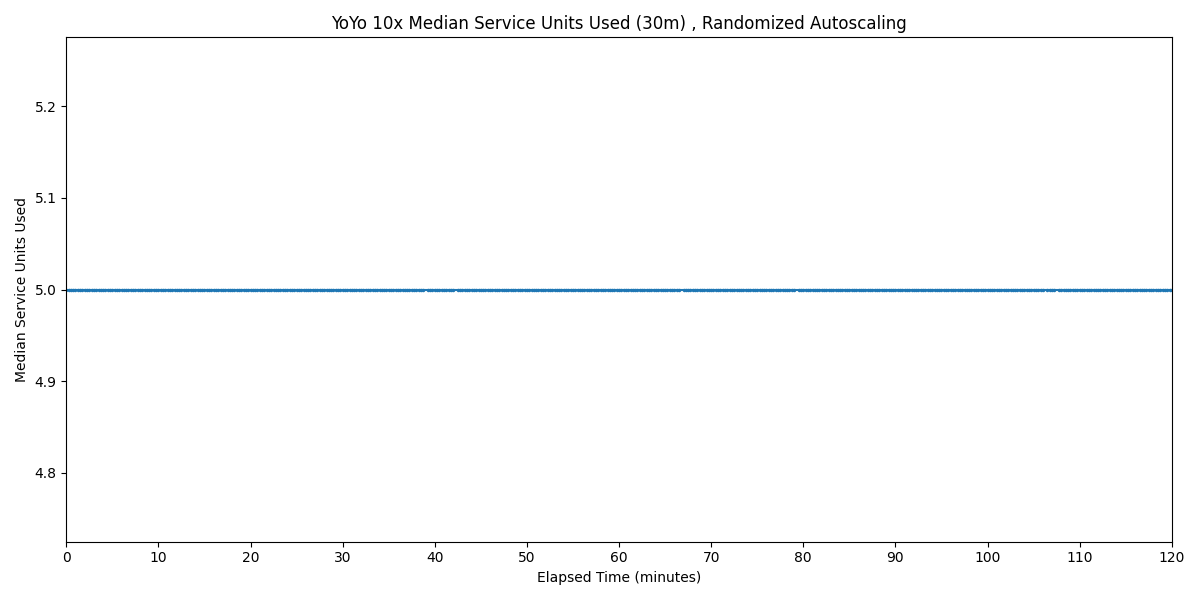 YoYo 10x Median Service Units Used (30m) , Randomized Autoscaling
Median Service Units Used
5.2
5.1
5.0
4.9
4.8
0 10 20 30 40 50 60 70 80 90 100 110 120
Elapsed Time (minutes)